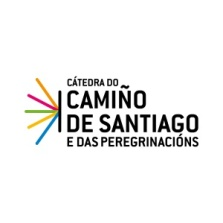 CÁTEDRA DO
CAMIÑO
DE SANTIAGO
E DAS PEREGRINACIÓNS